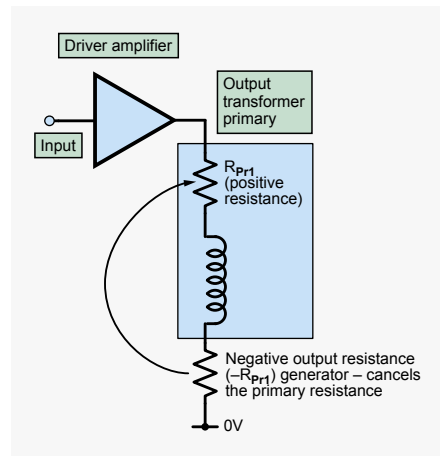 Driver amplifier
Output
transformer
primary
Input
RPr1
(positive
resistance)
Negative output resistance
(–RPr1) generator – cancels
the primary resistance
0V